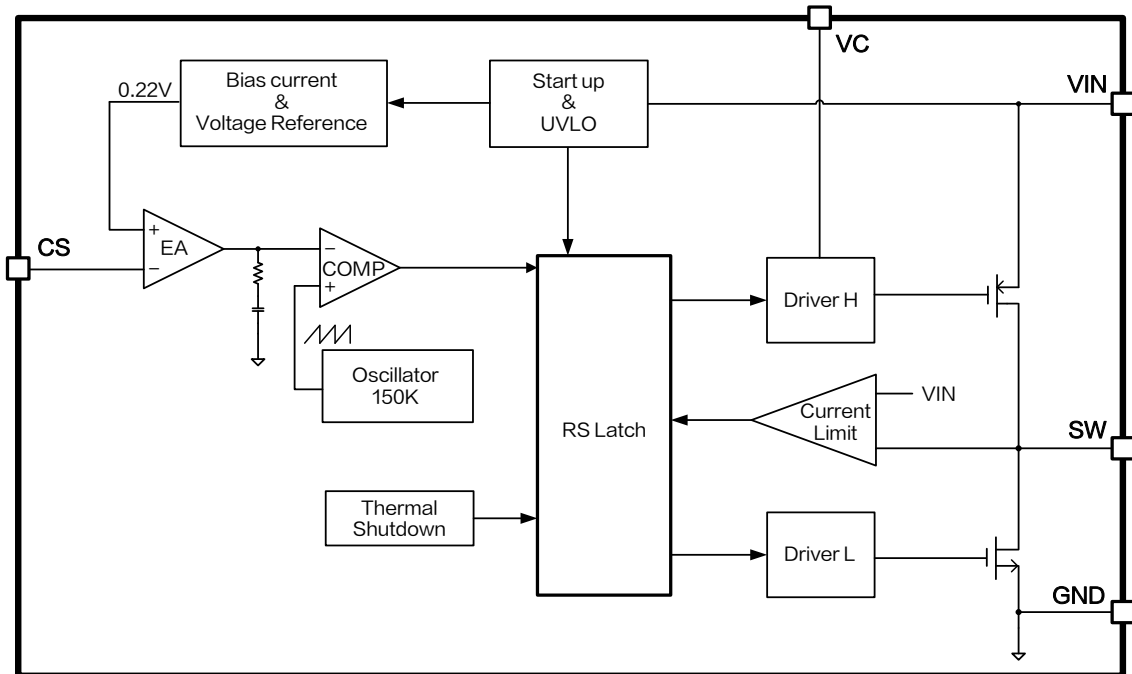 VC
Bias current
&
Voltage Reference
0.22V
Start up
&
UVLO
VIN
CS
+
EA
−
−
COMP
+
Oscillator
150K
Driver H
RS Latch
VIN
Current
Limit
SW
Thermal
Shutdown
Driver L
GND